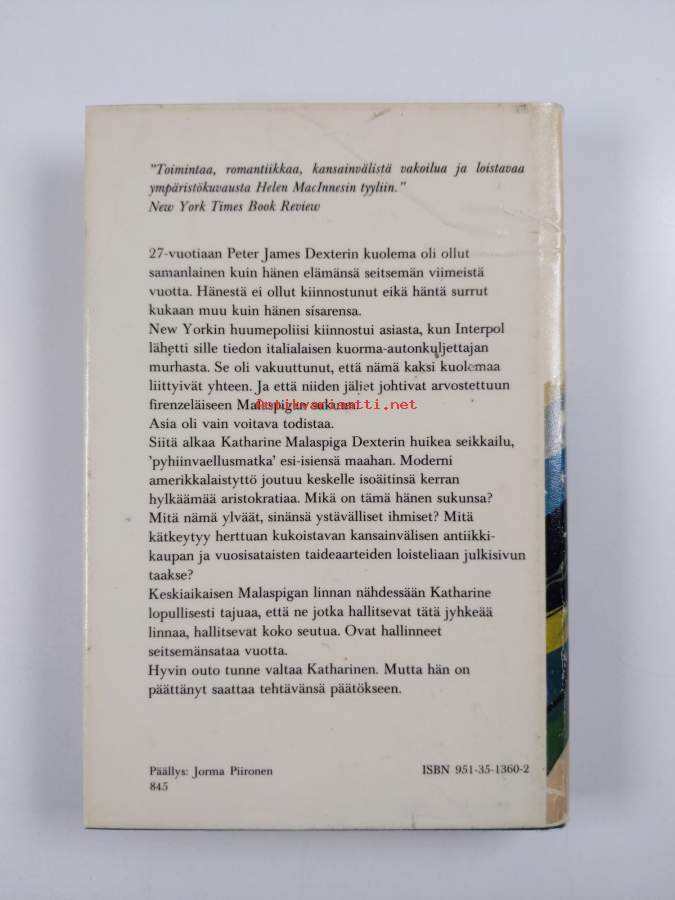 "Toimintaa, romantiikkaa, kansainvälistä vakoilua ja loistavaa
ympäristökuvausta Helen MacInnesin tyyliin."
New York Times Book Review
27-vuotiaan Peter James Dexterin kuolema oli ollut
samanlainen kuin hänen elämänsä seitsemän viimeistä
vuotta. Hänestä ei ollut kiinnostunut eikä häntä surrut
kukaan muu kuin hänen sisarensa.
New Yorkin huumepoliisi kiinnostui asiasta, kun Interpol
lähetti sille tiedon italialaisen kuorma-autonkuljettajan
murhasta. Se oli vakuuttunut, että nämä kaksi kuolemaa
liittyivät yhteen. Ja että niiden jäljet johtivat arvostettuun
firenzeläiseen Malaspigan sukuun.
Antikvariaatti.net
Asia oli vain voitava todistaa.
Siitä alkaa Katharine Malaspiga Dexterin huikea seikkailu,
'pyhiinvaellusmatka' esi-isiensä maahan. Moderni
amerikkalaistyttö joutuu keskelle isoäitinsä kerran
hylkäämää aristokratiaa. Mikä on tämä hänen sukunsa?
Mitä nämä ylväät, sinänsä ystävälliset ihmiset? Mitä
kätkeytyy herttuan kukoistavan kansainvälisen antiikki-
kaupan ja vuosisataisten taideaarteiden loisteliaan julkisivun
taakse?
Keskiaikaisen Malaspigan linnan nähdessään Katharine
lopullisesti tajuaa, että ne jotka hallitsevat tätä jyhkeää
linnaa, hallitsevat koko seutua. Ovat hallinneet
seitsemänsataa vuotta.
Hyvin outo tunne valtaa Katharinen. Mutta hän on
päättänyt saattaa tehtävänsä päätökseen.
Päällys: Jorma Piironen
ISBN 951-35-1360-2
845